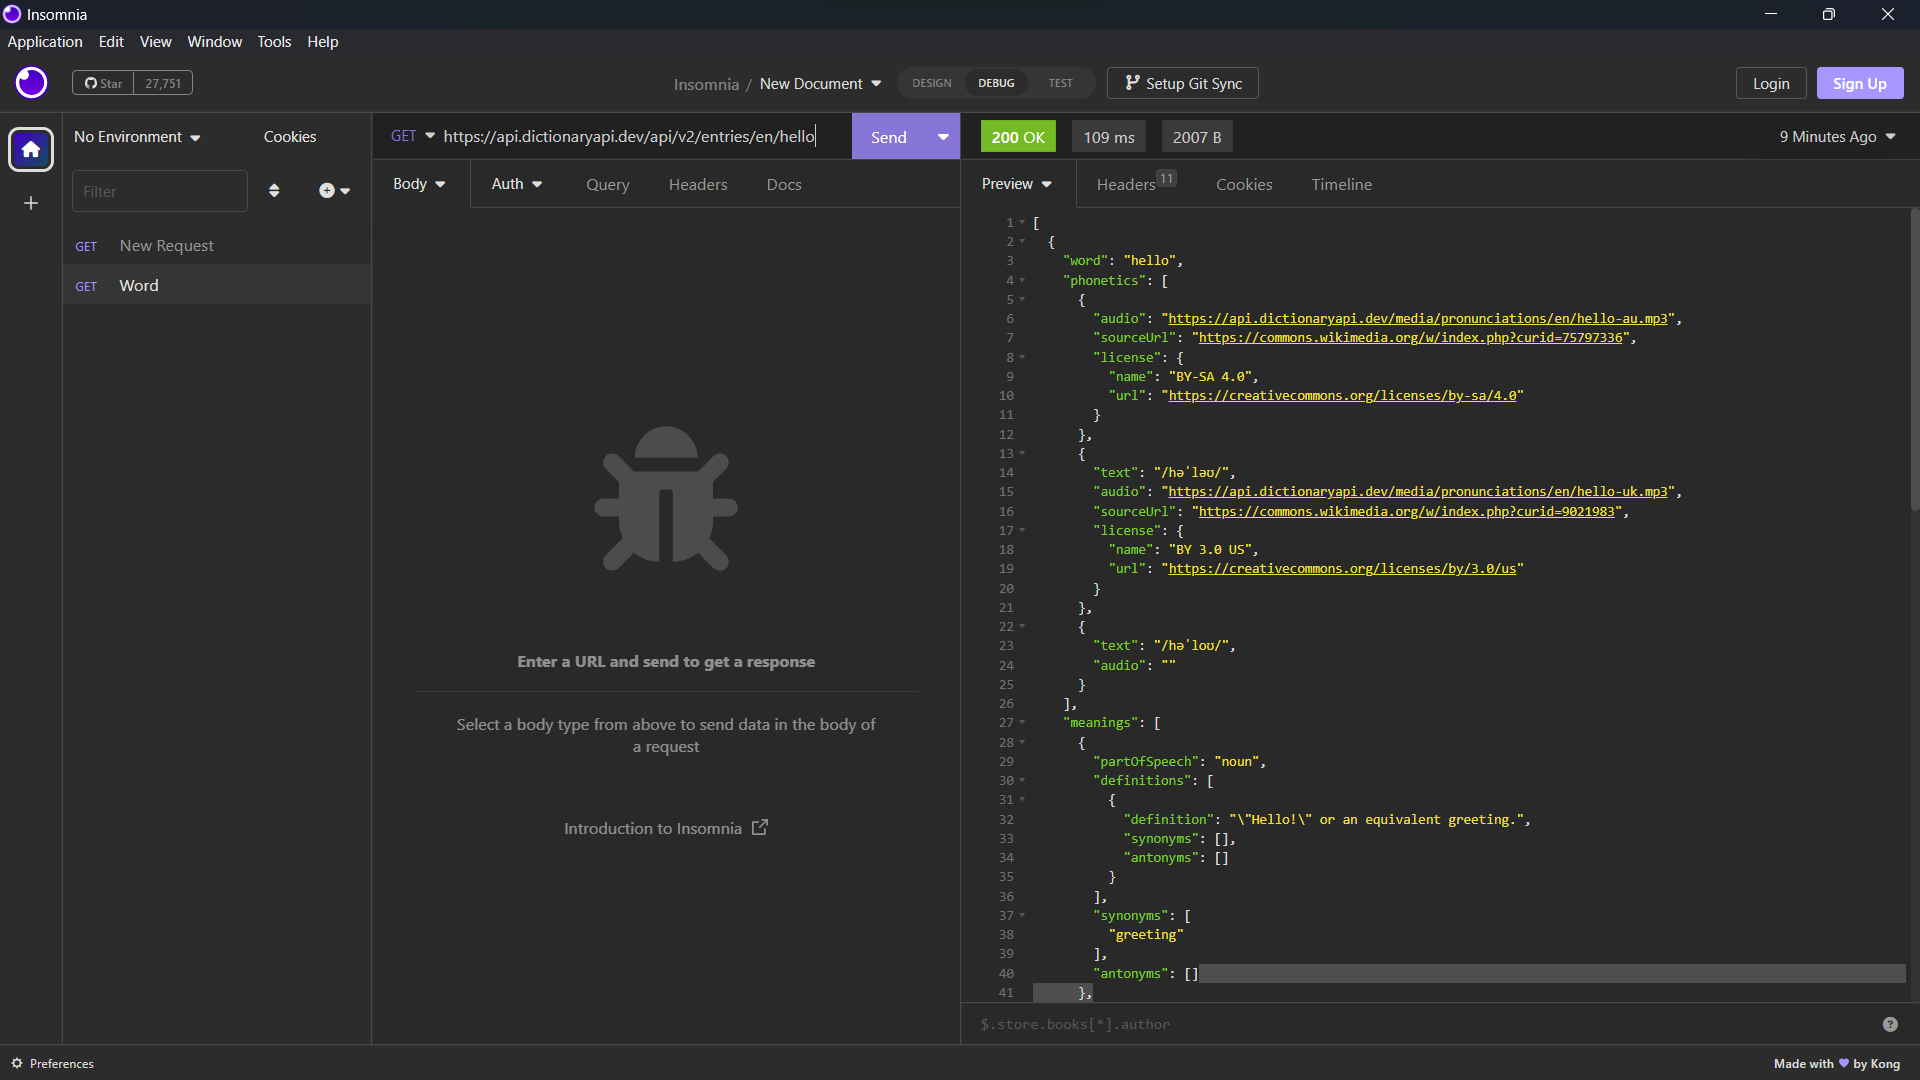 Insomnia
Application Edit View Window Tools Help
Star 27,751
Insomnia / New Document
DESIGN DEBUG TEST
Setup Git Sync
Login
Sign Up
No Environment
Cookies
GET https://api.dictionaryapi.dev/api/v2/entries/en/hello
Send
200 OK
109 ms
2007 B
9 Minutes Ago
Filter
GET New Request
GET Word
Body Auth Query Headers Docs
Enter a URL and send to get a response
Select a body type from above to send data in the body of
a request
Introduction to Insomnia
Preview Headers 11 Cookies Timeline
1 [
2 {
3 "word": "hello",
4 "phonetics": [
5 {
6 "audio": "https://api.dictionaryapi.dev/media/pronunciations/en/hello-au.mp3",
7 "sourceUrl": "https://commons.wikimedia.org/w/index.php?curid=75797336",
8 "license": {
9 "name": "BY-SA 4.0",
10 "url": "https://creativecommons.org/licenses/by-sa/4.0"
11 }
12 },
13 {
14 "text": "/həˈləʊ/",
15 "audio": "https://api.dictionaryapi.dev/media/pronunciations/en/hello-uk.mp3",
16 "sourceUrl": "https://commons.wikimedia.org/w/index.php?curid=9021983",
17 "license": {
18 "name": "BY 3.0 US",
19 "url": "https://creativecommons.org/licenses/by/3.0/us"
20 }
21 },
22 {
23 "text": "/həˈloʊ/",
24 "audio": ""
25 }
26 ],
27 "meanings": [
28 {
29 "partOfSpeech": "noun",
30 "definitions": [
31 {
32 "definition": "\"Hello!\" or an equivalent greeting.",
33 "synonyms": [],
34 "antonyms": []
35 }
36 ],
37 "synonyms": [
38 "greeting"
39 ],
40 "antonyms": []
41 },
$.store.books[*].author
Preferences
Made with 💜 by Kong